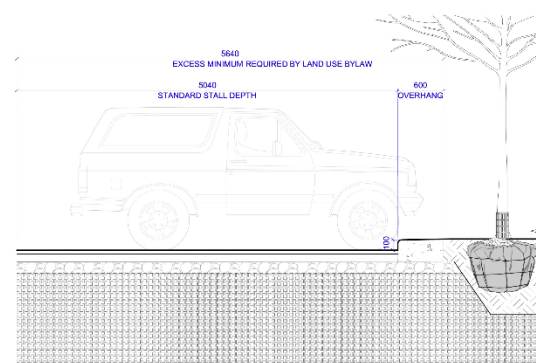 5640
EXCESS MINIMUM REQUIRED BY LAND USE BYLAW
5040
STANDARD STALL DEPTH
600
OVERHANG
100